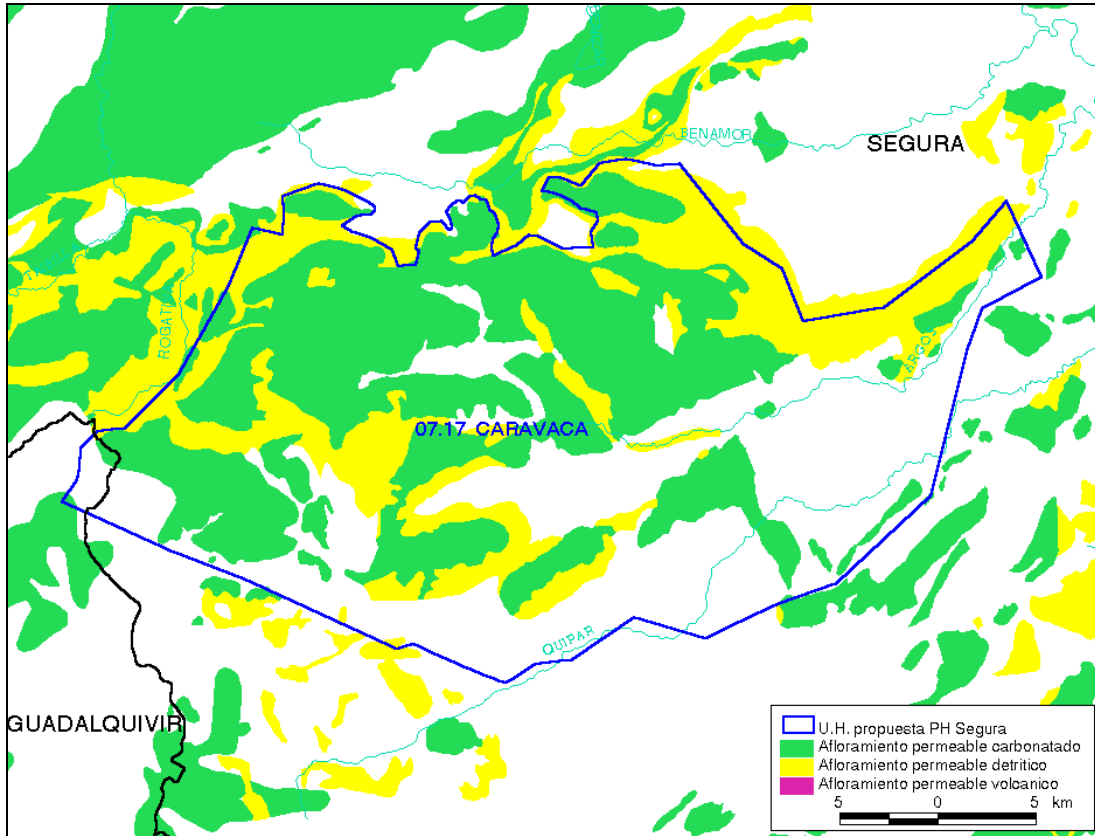 BENAMOR
SEGURA
ROGATI
ARGOS
07.17 CARAVACA
QUIPAR
GUADALQUIVIR
U.H. propuesta PH Segura
Afloramiento permeable carbonatado
Afloramiento permeable detritico
Afloramiento permeable volcanico
5 0 5 km